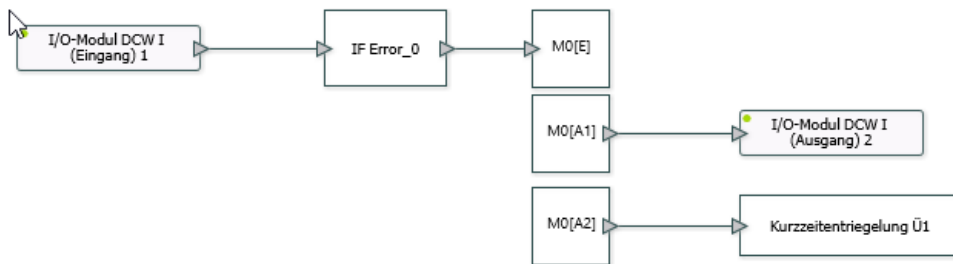 I/O-Modul DCW I
(Eingang) 1
IF Error_0
M0[E]
M0[A1]
I/O-Modul DCW I
(Ausgang) 2
M0[A2]
Kurzzeitentriegelung Ü1